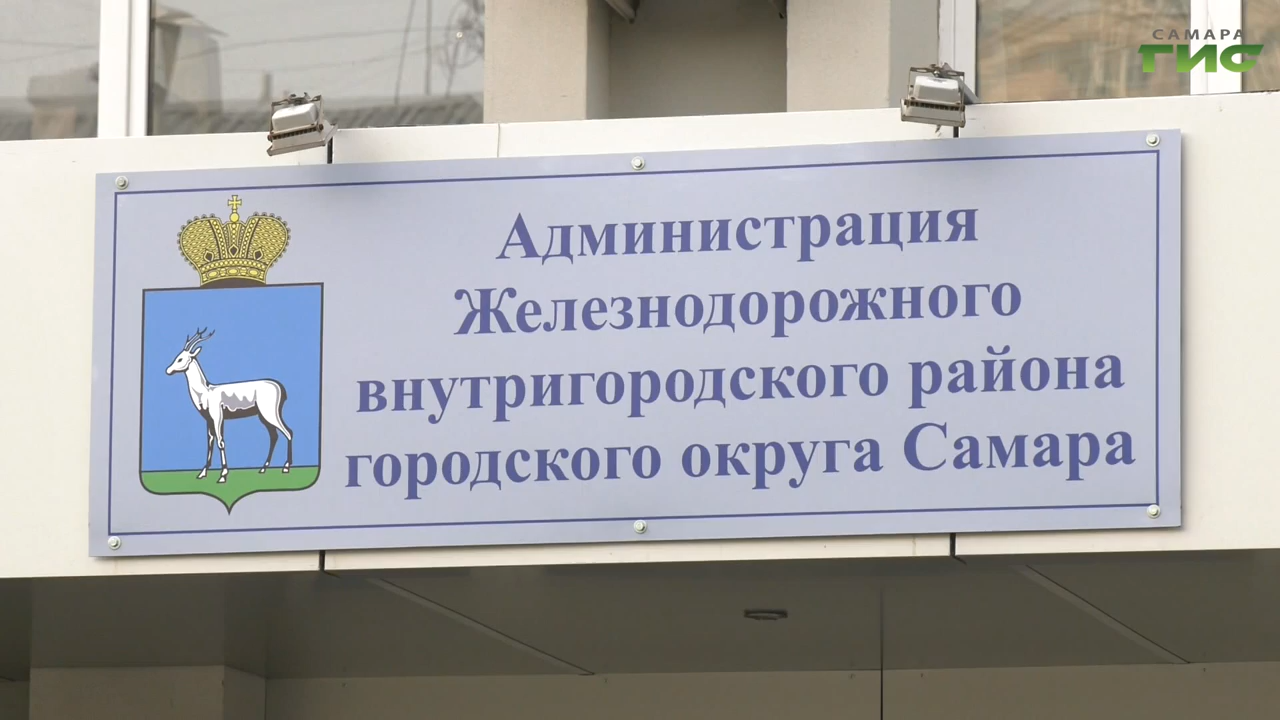 САМАРА
ГИС
Администрация
Железнодорожного
внутригородского района
городского округа Самара